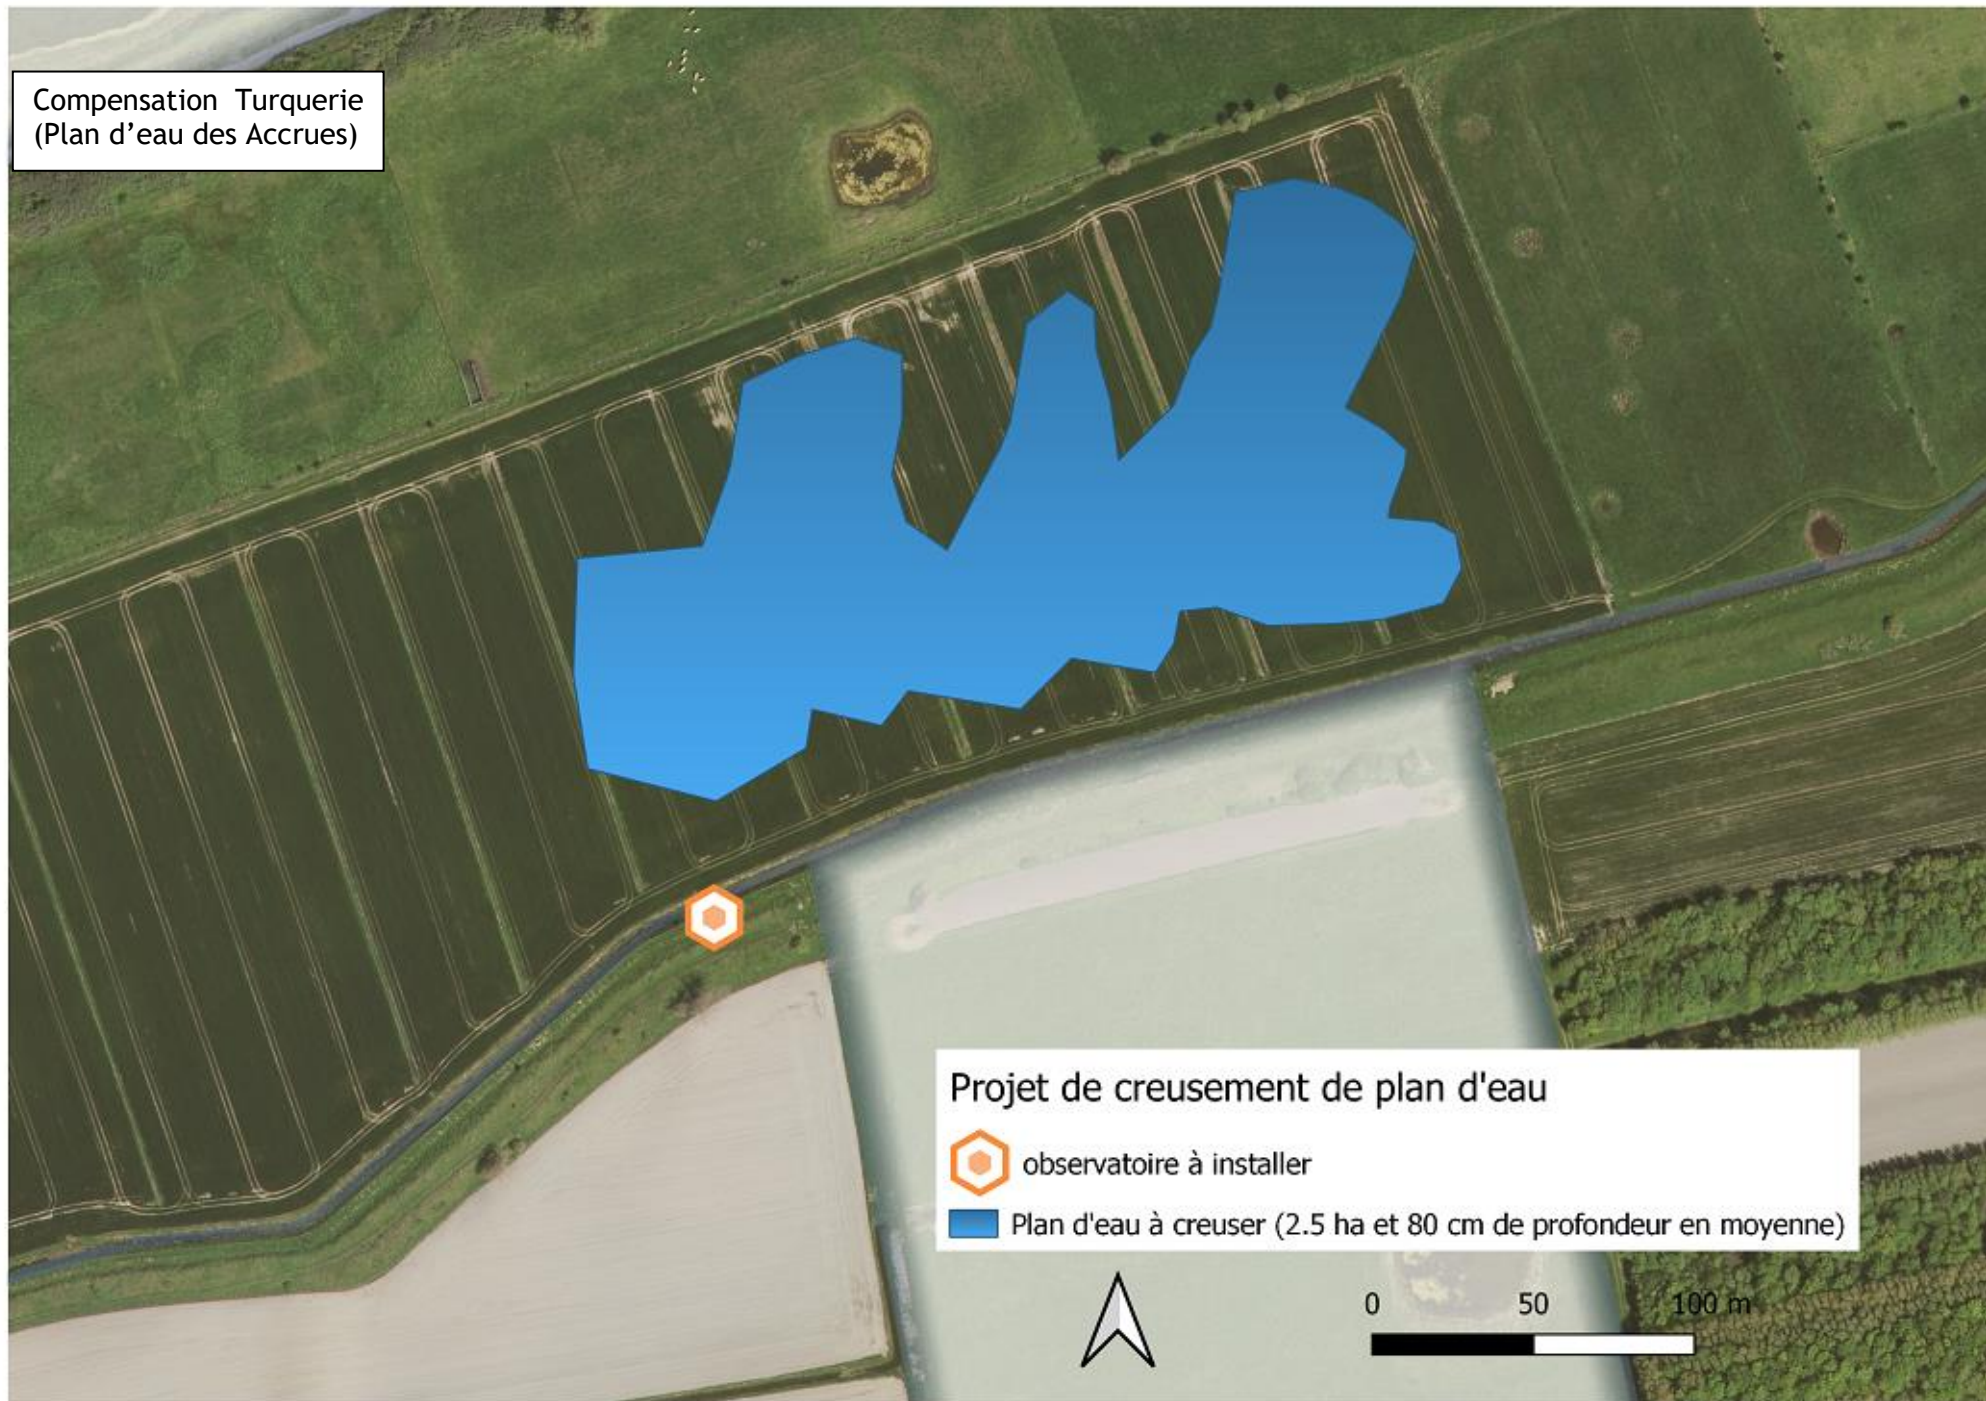 Compensation Turquerie
(Plan d’eau des Accrues)
Projet de creusement de plan d'eau
observatoire à installer
Plan d'eau à creuser (2.5 ha et 80 cm de profondeur en moyenne)
0 50 100 m